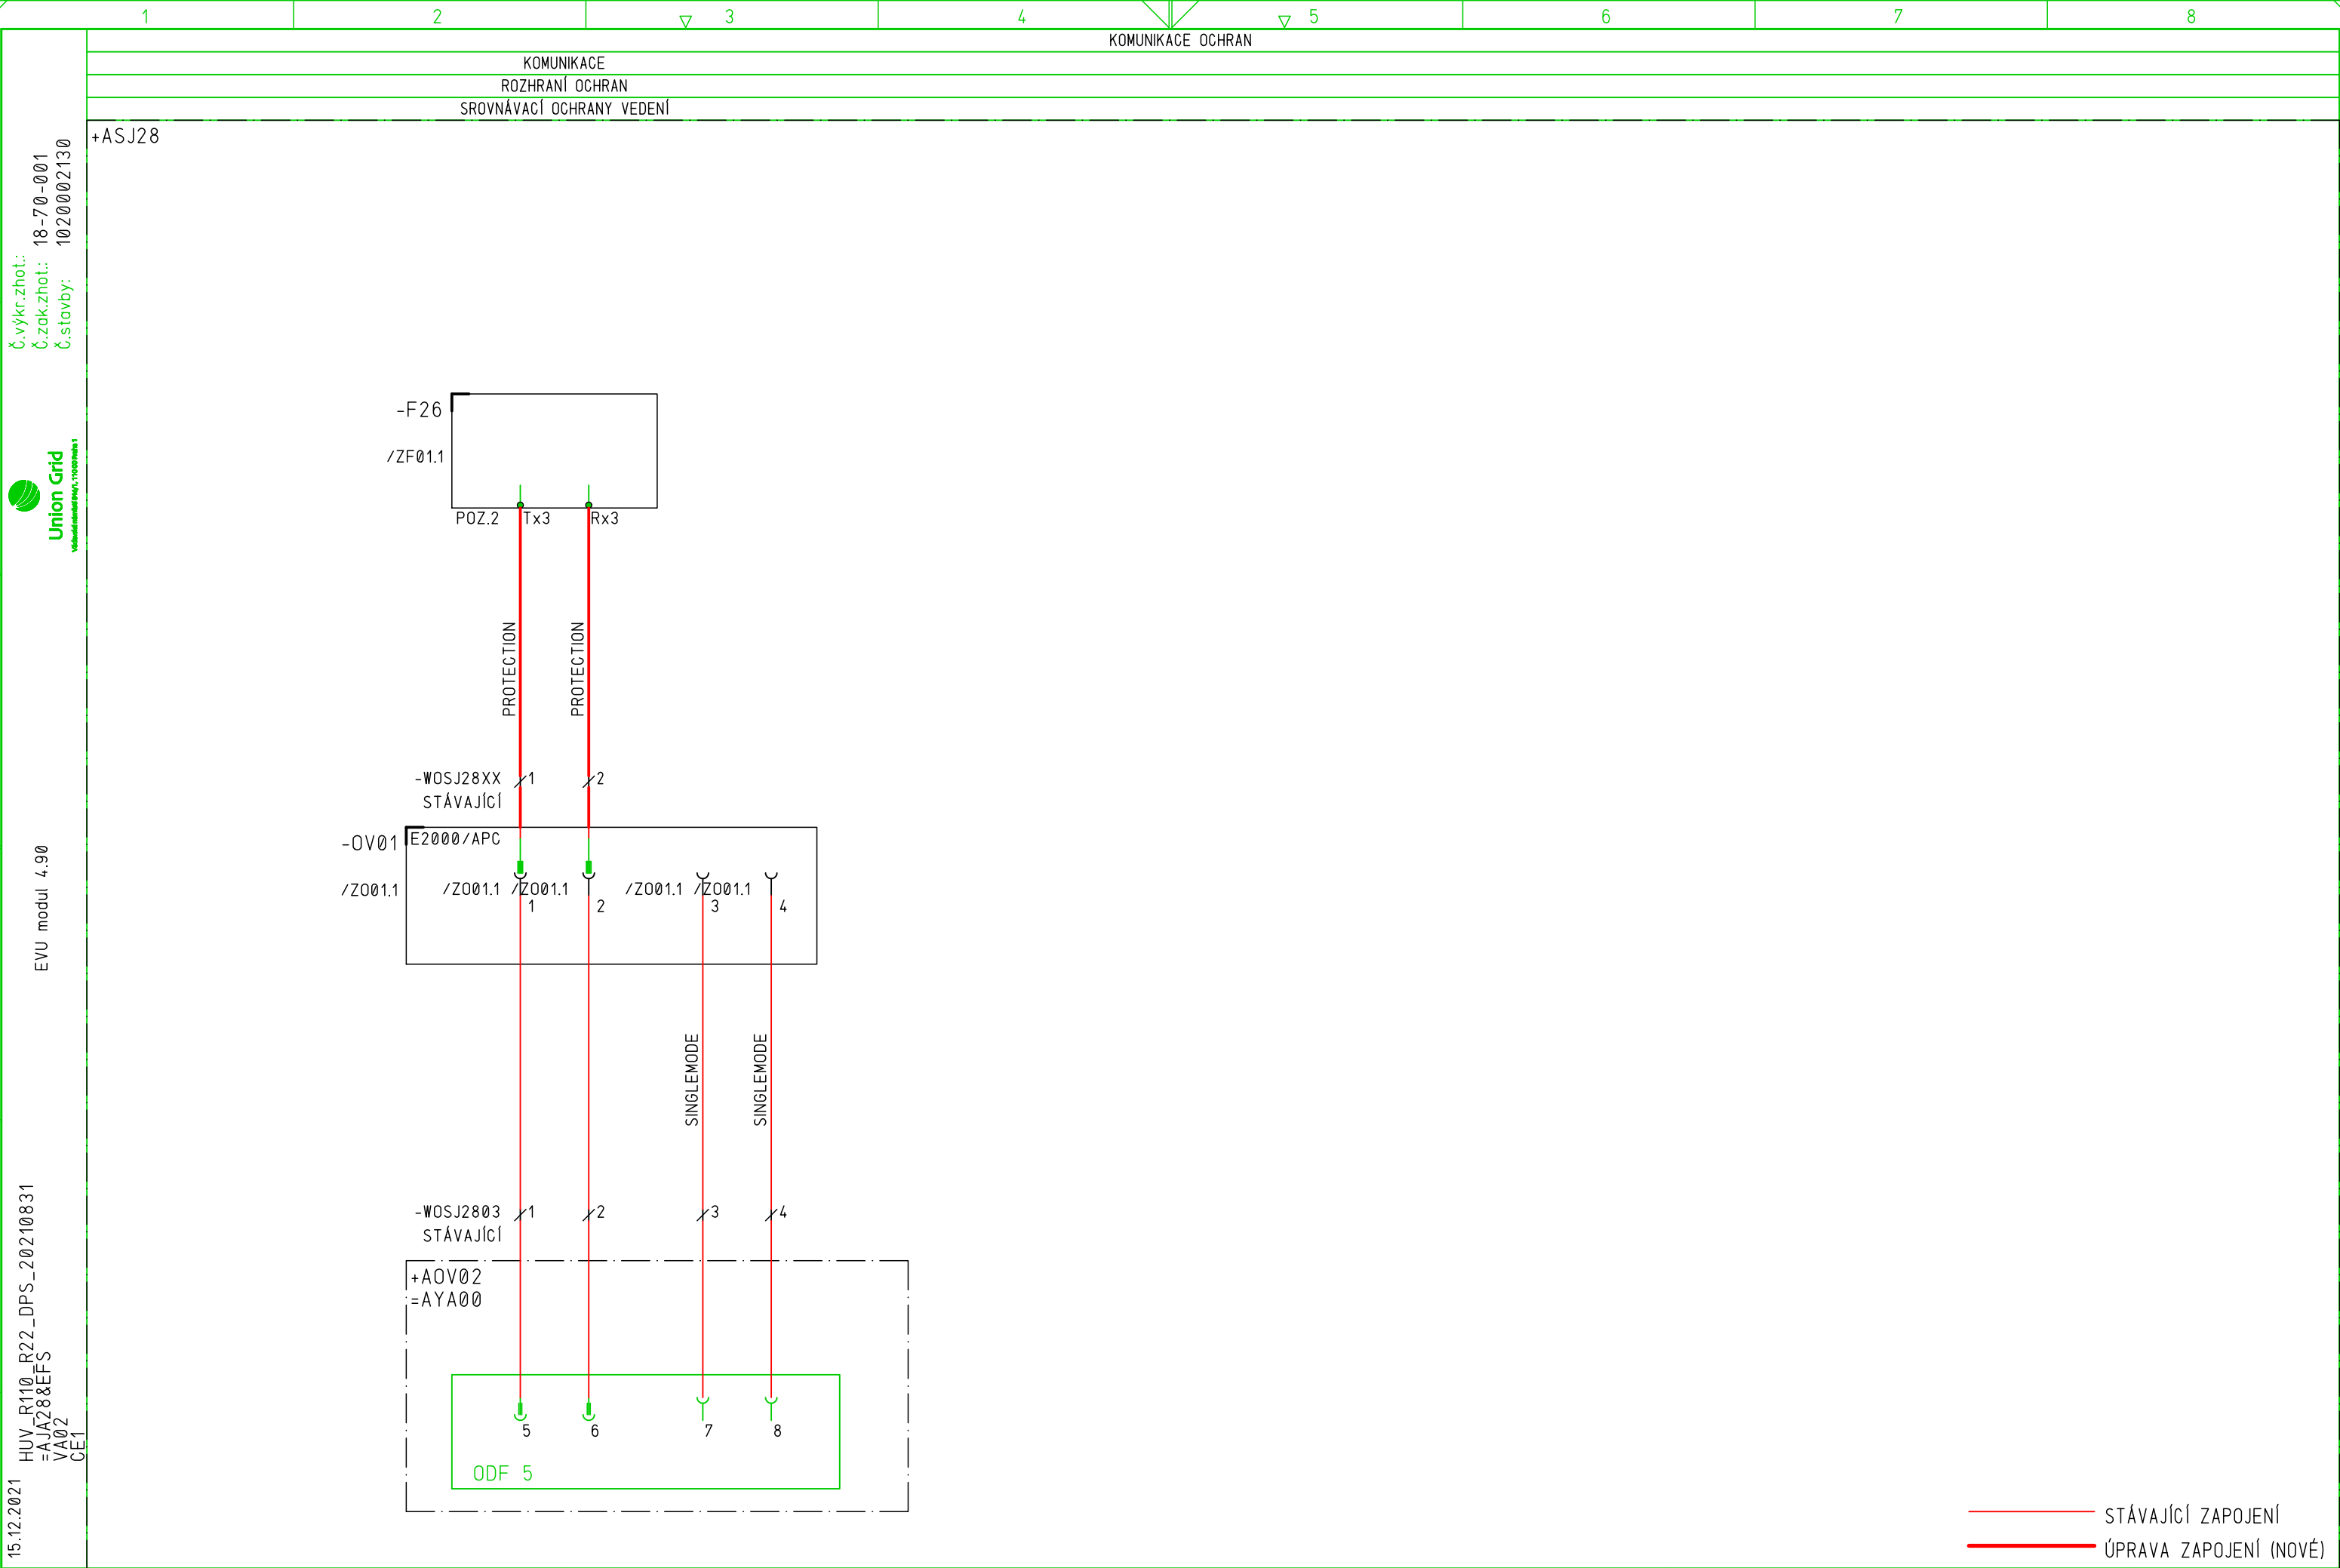 1 2 3 4 5 6 7 8
KOMUNIKACE OCHRAN
KOMUNIKACE
ROZHRANÍ OCHRAN
SROVNÁVACÍ OCHRANY VEDENÍ
+ASJ28
Č.výkr.zhot.:
Č.zak.zhot.: 18-70-001
Č.stavby: 1020002130
Union Grid
EVU modul 4.90
HUV_R110_R22_DPS_20210831
=AJA28&EFS
VA02
CE1
15.12.2021
-F26
/ZF01.1
POZ.2 Tx3 Rx3
PROTECTION PROTECTION
-WOSJ28XX 1 2
STÁVAJÍCÍ
-OV01 E2000/APC
/ZO01.1 /ZO01.1 /ZO01.1 /ZO01.1 /ZO01.1
1 2 3 4
SINGLEMODE SINGLEMODE
-WOSJ2803 1 2 3 4
STÁVAJÍCÍ
+AOV02
=AYA00
5 6 7 8
ODF 5
STÁVAJÍCÍ ZAPOJENÍ
ÚPRAVA ZAPOJENÍ (NOVÉ)